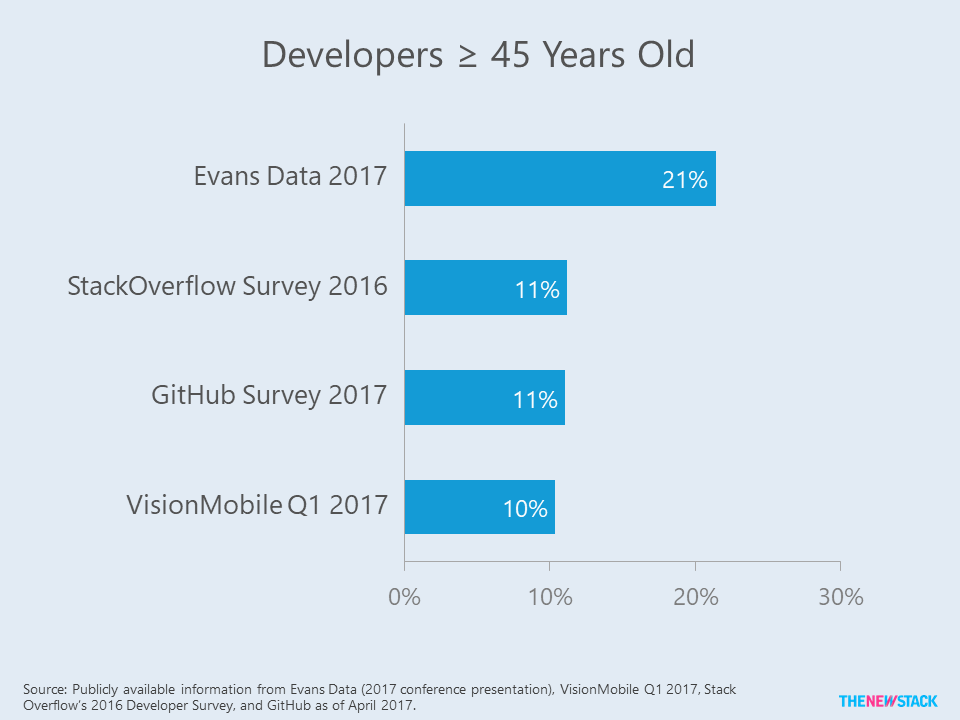 Developers ≥ 45 Years Old
Evans Data 2017
21%
StackOverflow Survey 2016
11%
GitHub Survey 2017
11%
VisionMobile Q1 2017
10%
0%
10%
20%
30%
Source: Publicly available information from Evans Data (2017 conference presentation), VisionMobile Q1 2017, Stack
Overflow's 2016 Developer Survey, and GitHub as of April 2017.
THENEWSTACK